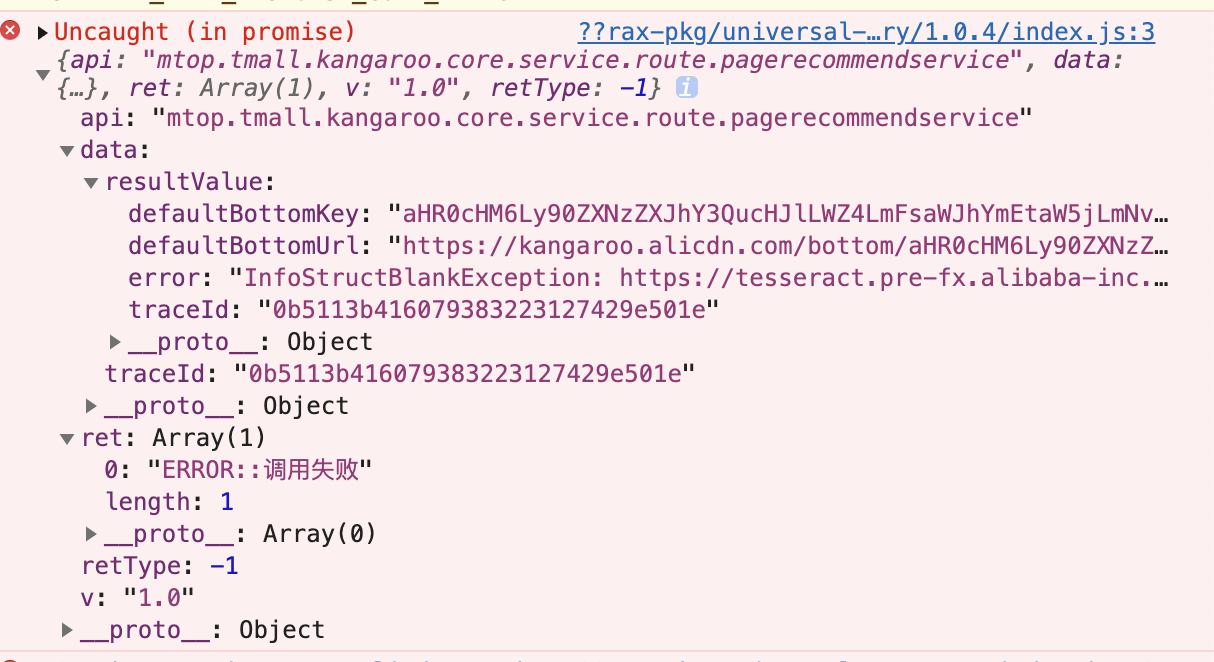 Uncaught (in promise) ??rax-pkg/universal-…ry/1.0.4/index.js:3
{api: "mtop.tmall.kangaroo.core.service.route.pagerecommendservice", data:
{…}, ret: Array(1), v: "1.0", retType: -1} i
api: "mtop.tmall.kangaroo.core.service.route.pagerecommendservice"
data:
resultValue:
defaultBottomKey: "aHR0cHM6Ly90ZXNzZXJhY3QucHJlLWZ4LmFsaWJhYmEtaW5jLmNv…
defaultBottomUrl: "https://kangaroo.alicdn.com/bottom/aHR0cHM6Ly90ZXNzZ…
error: "InfoStructBlankException: https://tesseract.pre-fx.alibaba-inc.…
traceId: "0b5113b416079383223127429e501e"
__proto__: Object
traceId: "0b5113b416079383223127429e501e"
__proto__: Object
ret: Array(1)
0: "ERROR::调用失败"
length: 1
__proto__: Array(0)
retType: -1
v: "1.0"
__proto__: Object